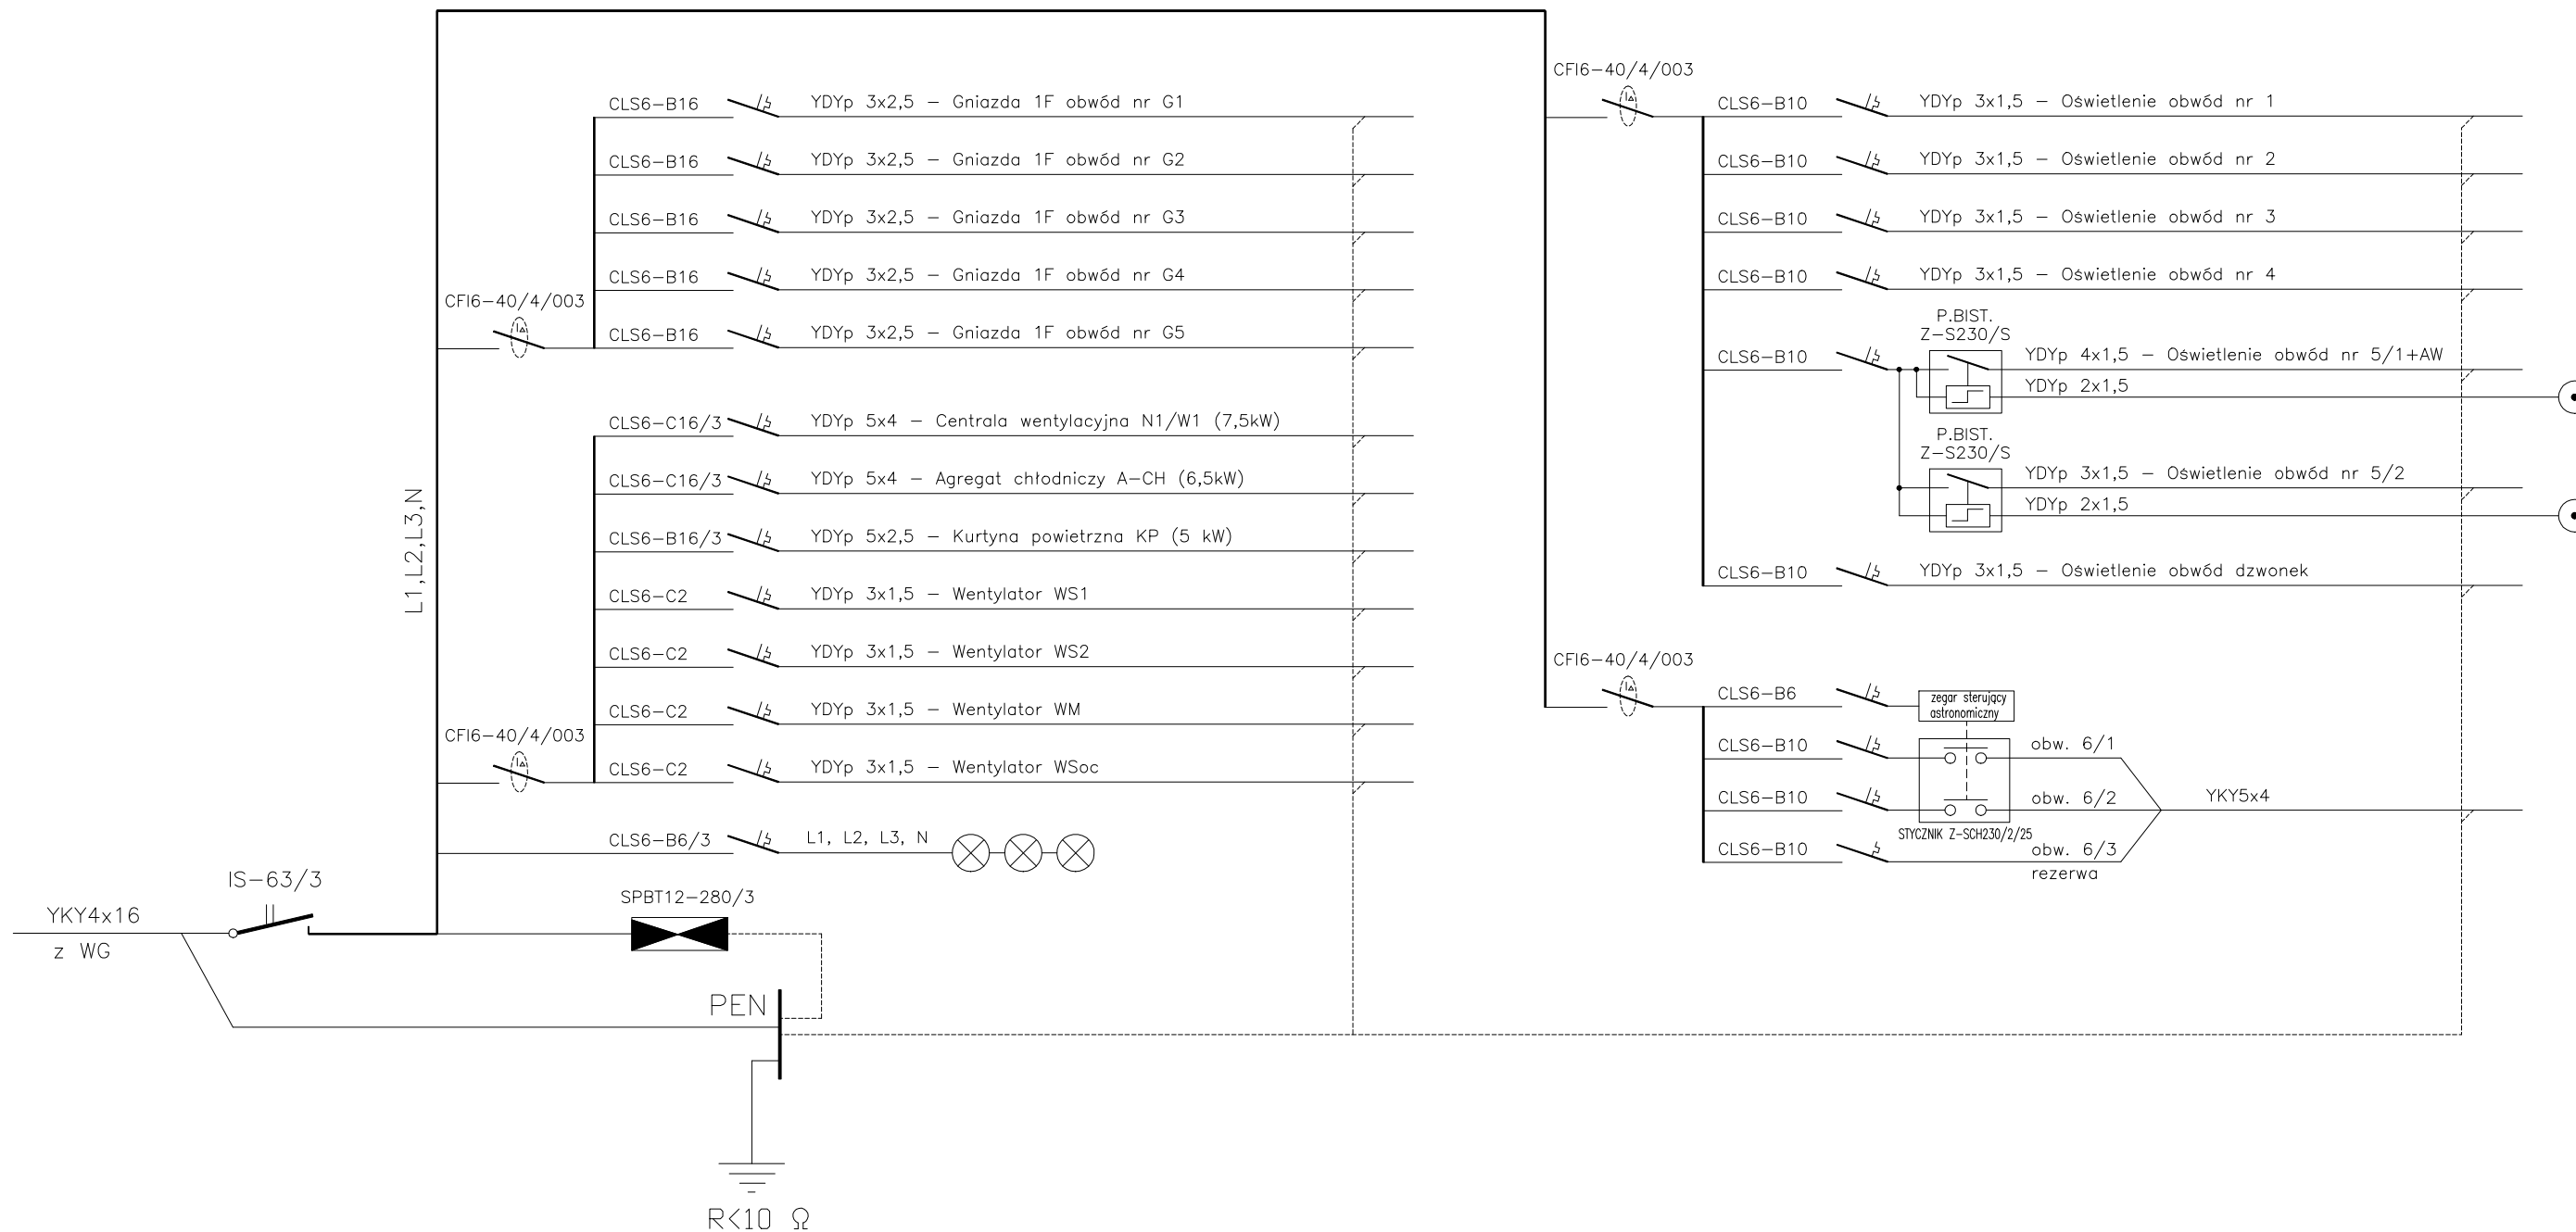 CFI6-40/4/003
CLS6-B16 YDYp 3x2,5 - Gniazda 1F obwód nr G1
CLS6-B16 YDYp 3x2,5 - Gniazda 1F obwód nr G2
CLS6-B16 YDYp 3x2,5 - Gniazda 1F obwód nr G3
CLS6-B16 YDYp 3x2,5 - Gniazda 1F obwód nr G4
CLS6-B16 YDYp 3x2,5 - Gniazda 1F obwód nr G5
I∆
CFI6-40/4/003
CLS6-C16/3 YDYp 5x4 - Centrala wentylacyjna N1/W1 (7,5kW)
CLS6-C16/3 YDYp 5x4 - Agregat chłodniczy A-CH (6,5kW)
CLS6-B16/3 YDYp 5x2,5 - Kurtyna powietrzna KP (5 kW)
CLS6-C2 YDYp 3x1,5 - Wentylator WS1
CLS6-C2 YDYp 3x1,5 - Wentylator WS2
CLS6-C2 YDYp 3x1,5 - Wentylator WM
CLS6-C2 YDYp 3x1,5 - Wentylator WSoc
I∆
L1,L2,L3,N
CLS6-B6/3 L1, L2, L3, N
IS-63/3
YKY4x16
z WG
SPBT12-280/3
PEN
R<10 Ω
CFI6-40/4/003
I∆
CLS6-B10 YDYp 3x1,5 - Oświetlenie obwód nr 1
CLS6-B10 YDYp 3x1,5 - Oświetlenie obwód nr 2
CLS6-B10 YDYp 3x1,5 - Oświetlenie obwód nr 3
CLS6-B10 YDYp 3x1,5 - Oświetlenie obwód nr 4
P.BIST.
Z-S230/S
CLS6-B10 YDYp 4x1,5 - Oświetlenie obwód nr 5/1+AW
YDYp 2x1,5
P.BIST.
Z-S230/S
YDYp 3x1,5 - Oświetlenie obwód nr 5/2
YDYp 2x1,5
CLS6-B10 YDYp 3x1,5 - Oświetlenie obwód dzwonek
CFI6-40/4/003
I∆
CLS6-B6
zegar sterujący
astronomiczny
CLS6-B10 obw. 6/1
CLS6-B10 obw. 6/2 YKY5x4
STYCZNIK Z-SCH230/2/25
CLS6-B10 obw. 6/3
rezerwa